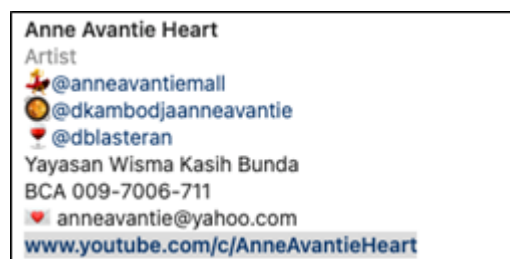 Anne Avantie Heart
Artist
💃@anneavantiemall
🥘@dkambodjaanneavantie
🍷@dblasteran
Yayasan Wisma Kasih Bunda
BCA 009-7006-711
💌 anneavantie@yahoo.com
www.youtube.com/c/AnneAvantieHeart